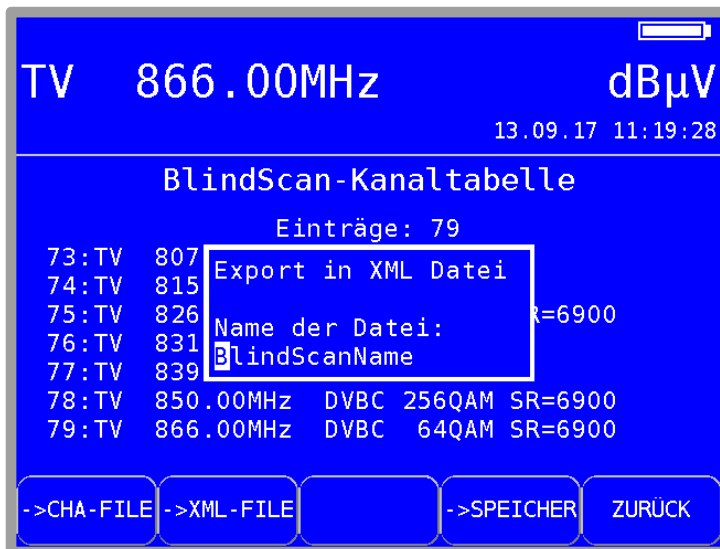 TV 866.00MHz dBµV
13.09.17 11:19:28
BlindScan-Kanaltabelle
Einträge: 79
73:TV 807
74:TV 815
75:TV 826 R=6900
76:TV 831
77:TV 839
Export in XML Datei
Name der Datei:
BlindScanName
78:TV 850.00MHz DVBC 256QAM SR=6900
79:TV 866.00MHz DVBC 64QAM SR=6900
->CHA-FILE ->XML-FILE ->SPEICHER ZURÜCK